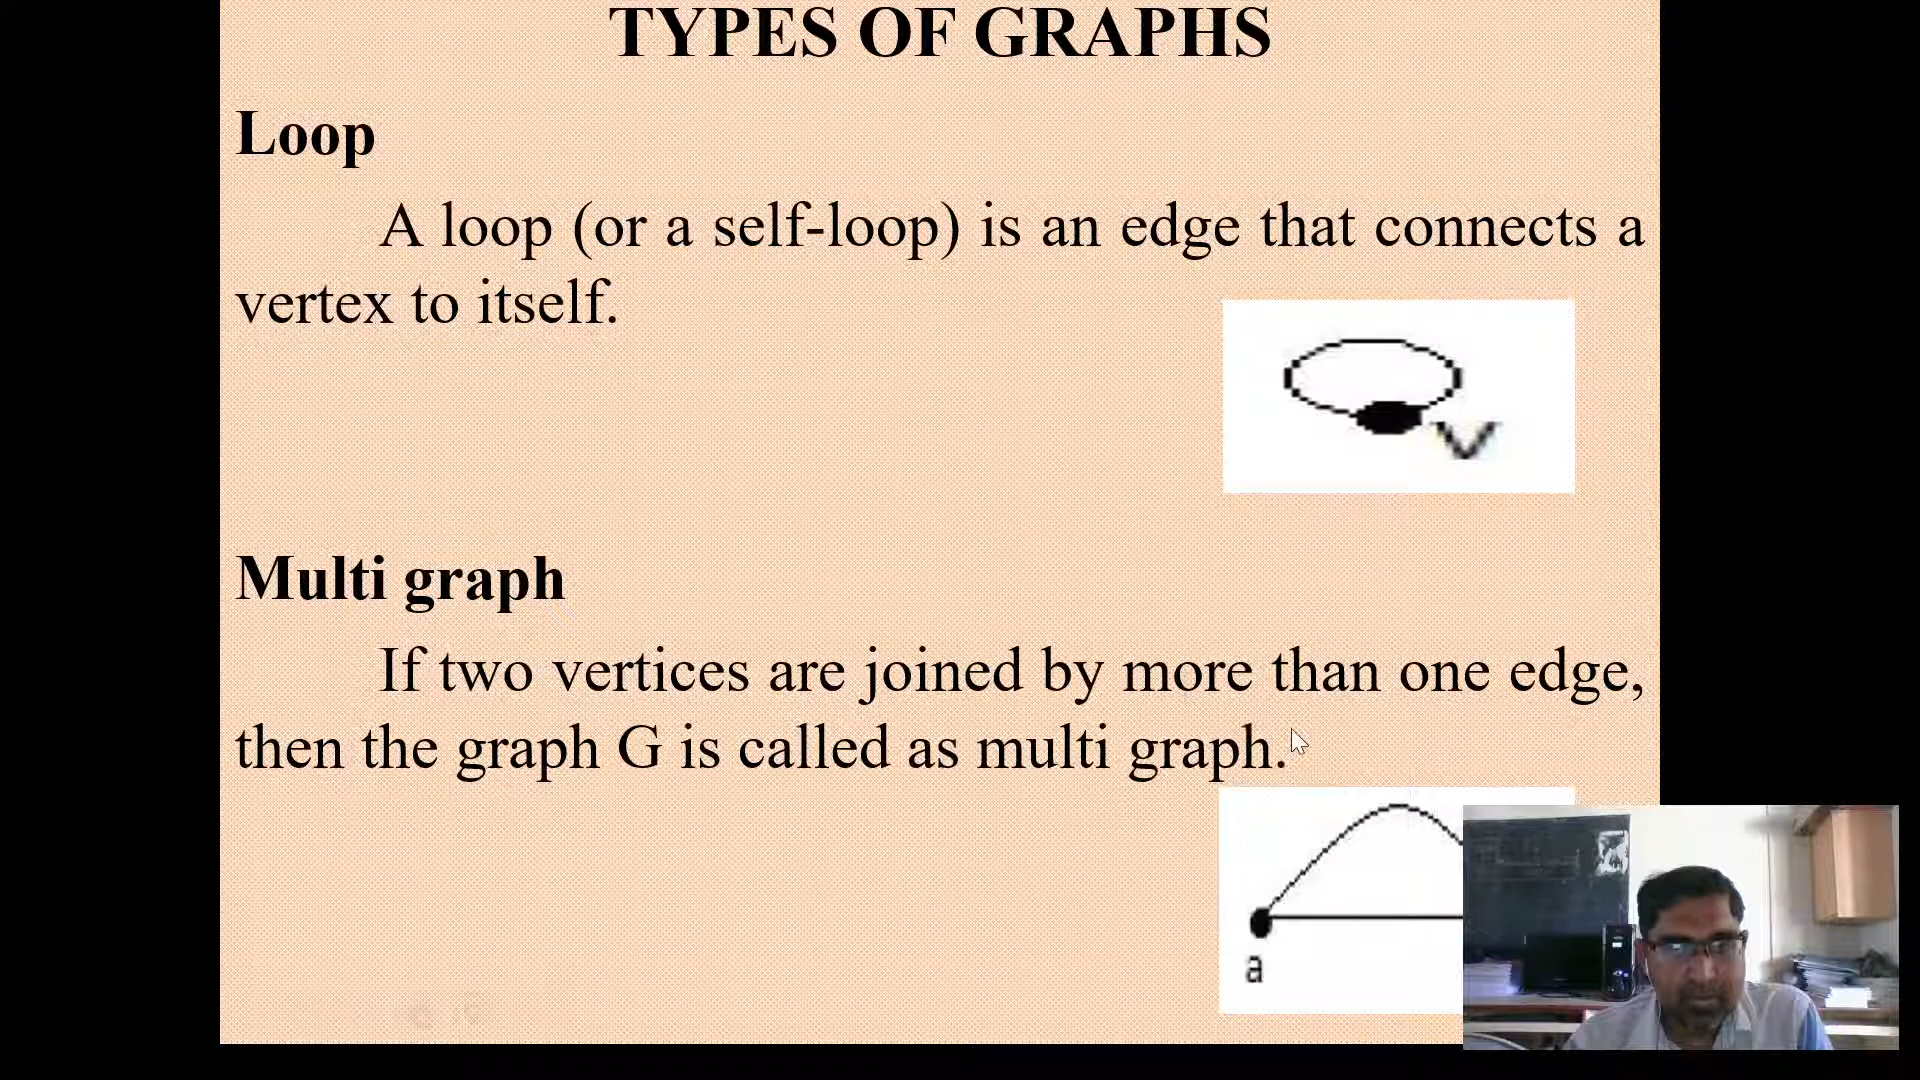 TYPES OF GRAPHS
Loop
A loop (or a self-loop) is an edge that connects a
vertex to itself.
V
Multi graph
If two vertices are joined by more than one edge,
then the graph G is called as multi graph.
a